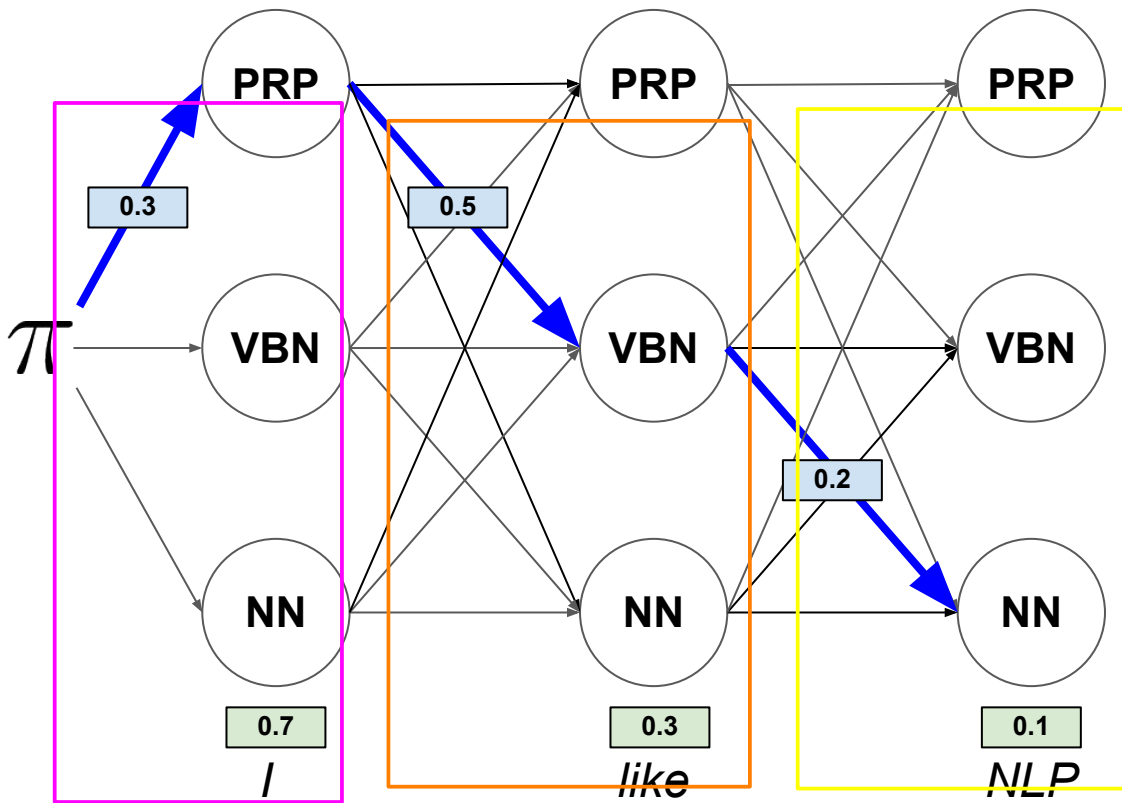 PRP PRP PRP
0.3 0.5
π VBN VBN VBN
0.2
NN NN NN
0.7 0.3 0.1
I like NLP